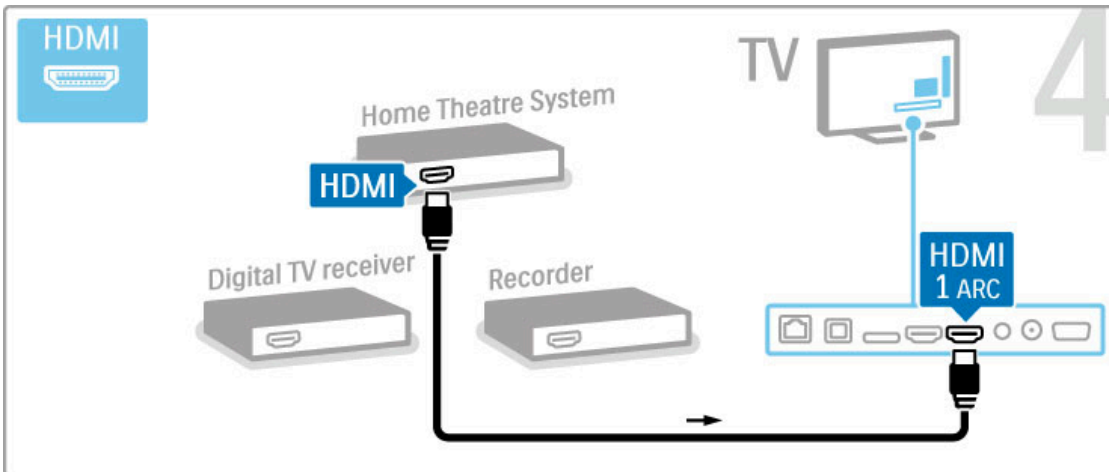 HDMI
TV
4
Home Theatre System
HDMI
Digital TV receiver
Recorder
HDMI
1 ARC